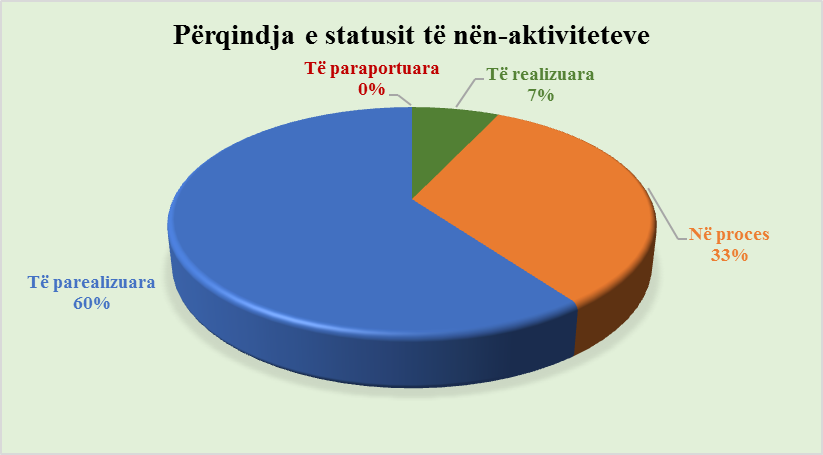 Përqindja e statusit të nën-aktiviteteve
Të paraportuara
0%
Të realizuara
7%
Në proces
33%
Të parealizuara
60%